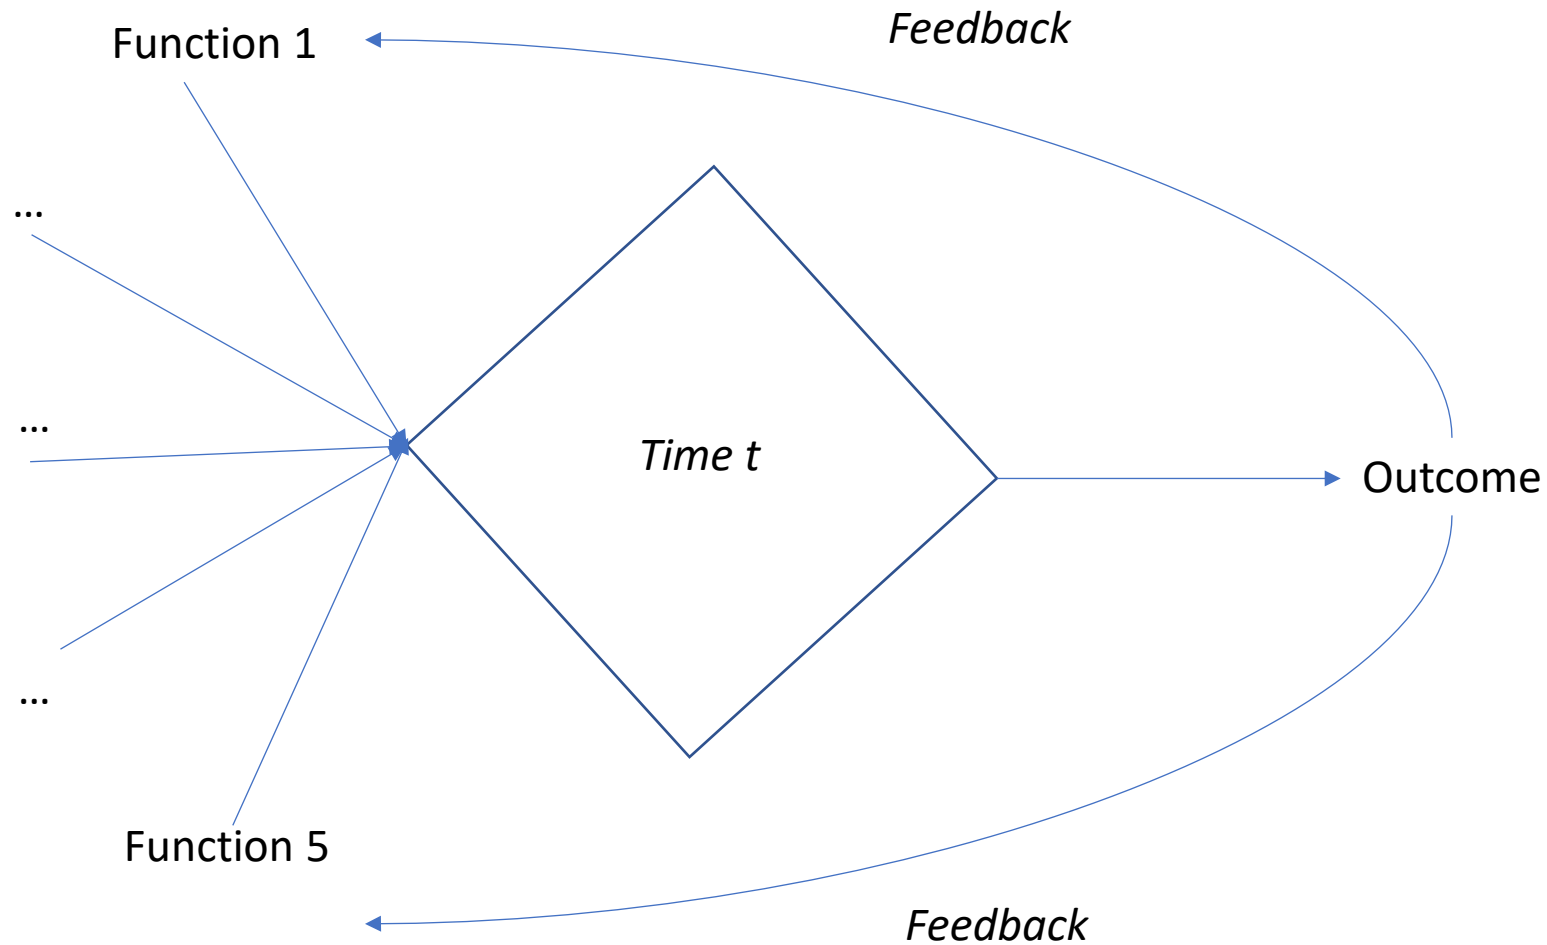 Feedback
Function 1
…
…
Time t
Outcome
…
Function 5
Feedback